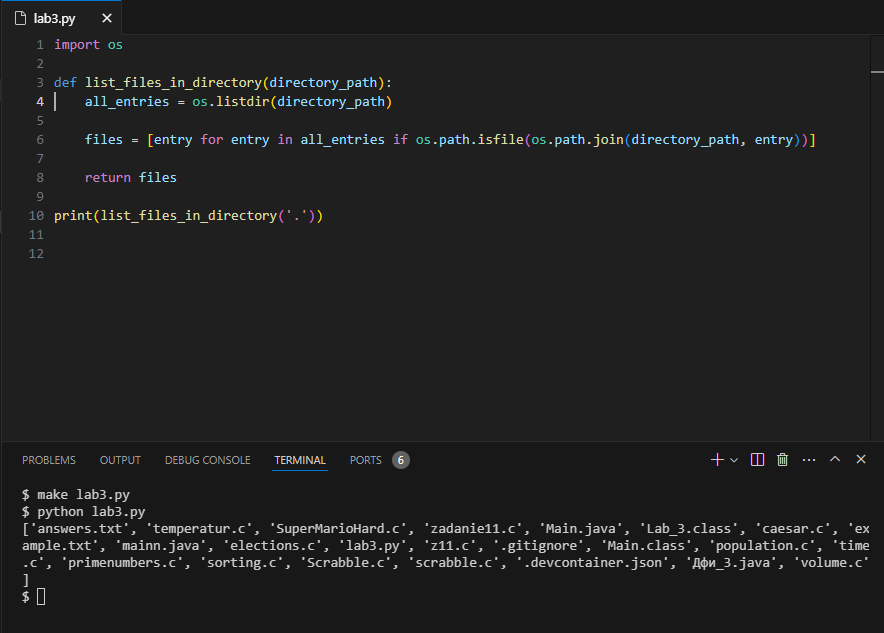 lab3.py
1 import os
2
3 def list_files_in_directory(directory_path):
4     all_entries = os.listdir(directory_path)
5
6     files = [entry for entry in all_entries if os.path.isfile(os.path.join(directory_path, entry))]
7
8     return files
9
10 print(list_files_in_directory('.'))
11
12
PROBLEMS OUTPUT DEBUG CONSOLE TERMINAL PORTS 6
$ make lab3.py
$ python lab3.py
['answers.txt', 'temperatur.c', 'SuperMarioHard.c', 'zadanie11.c', 'Main.java', 'Lab_3.class', 'caesar.c', 'ex
ample.txt', 'mainn.java', 'elections.c', 'lab3.py', 'z11.c', '.gitignore', 'Main.class', 'population.c', 'time
.c', 'primenumbers.c', 'sorting.c', 'Scrabble.c', 'scrabble.c', '.devcontainer.json', 'Дфи_3.java', 'volume.c'
]
$